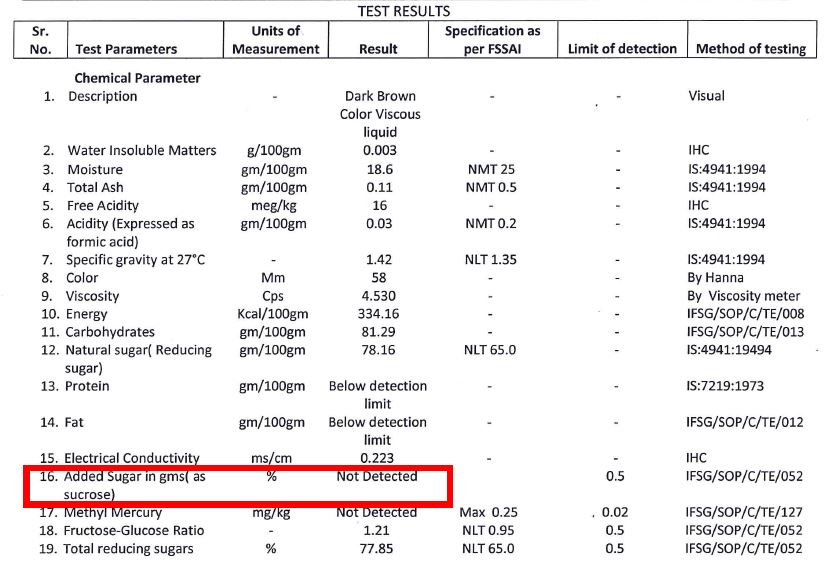 TEST RESULTS
Sr. No. Test Parameters Units of Measurement Result Specification as per FSSAI Limit of detection Method of testing
Chemical Parameter
1. Description - Dark Brown Color Viscous liquid - - Visual
2. Water Insoluble Matters g/100gm 0.003 - - IHC
3. Moisture gm/100gm 18.6 NMT 25 - IS:4941:1994
4. Total Ash gm/100gm 0.11 NMT 0.5 - IS:4941:1994
5. Free Acidity meg/kg 16 - - IHC
6. Acidity (Expressed as formic acid) gm/100gm 0.03 NMT 0.2 - IS:4941:1994
7. Specific gravity at 27°C - 1.42 NLT 1.35 - IS:4941:1994
8. Color Mm 58 - - By Hanna
9. Viscosity Cps 4.530 - - By Viscosity meter
10. Energy Kcal/100gm 334.16 - - IFSG/SOP/C/TE/008
11. Carbohydrates gm/100gm 81.29 - - IFSG/SOP/C/TE/013
12. Natural sugar( Reducing sugar) gm/100gm 78.16 NLT 65.0 - IS:4941:19494
13. Protein gm/100gm Below detection limit - - IS:7219:1973
14. Fat gm/100gm Below detection limit - - IFSG/SOP/C/TE/012
15. Electrical Conductivity ms/cm 0.223 - - IHC
16. Added Sugar in gms( as sucrose) % Not Detected 0.5 IFSG/SOP/C/TE/052
17. Methyl Mercury mg/kg Not Detected Max 0.25 0.02 IFSG/SOP/C/TE/127
18. Fructose-Glucose Ratio - 1.21 NLT 0.95 0.5 IFSG/SOP/C/TE/052
19. Total reducing sugars % 77.85 NLT 65.0 0.5 IFSG/SOP/C/TE/052